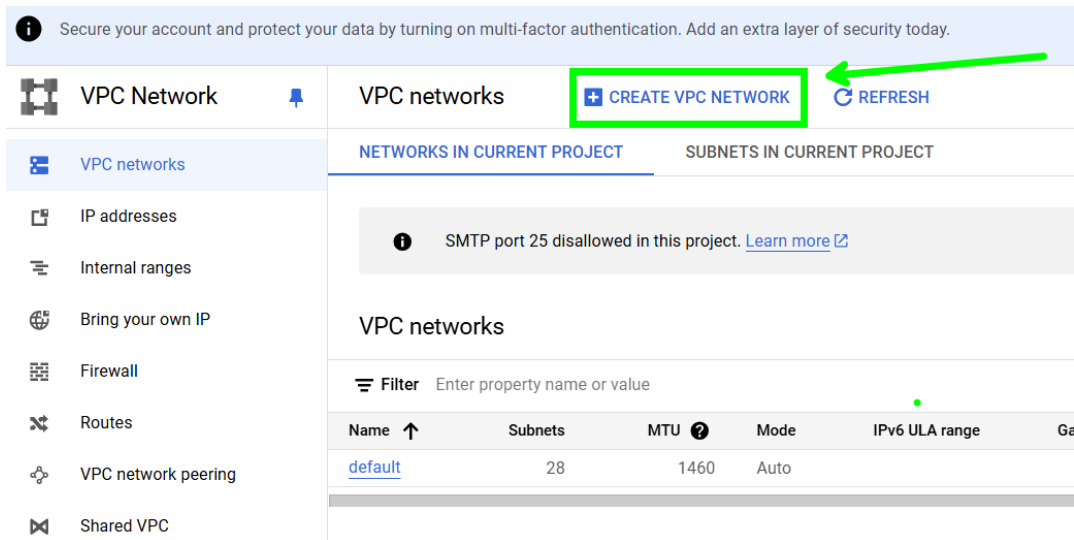 Secure your account and protect your data by turning on multi-factor authentication. Add an extra layer of security today.
VPC Network
VPC networks
CREATE VPC NETWORK
REFRESH
VPC networks
IP addresses
Internal ranges
Bring your own IP
Firewall
Routes
VPC network peering
Shared VPC
NETWORKS IN CURRENT PROJECT
SUBNETS IN CURRENT PROJECT
SMTP port 25 disallowed in this project. Learn more
VPC networks
Filter Enter property name or value
Name Subnets MTU Mode IPv6 ULA range Ga
default 28 1460 Auto